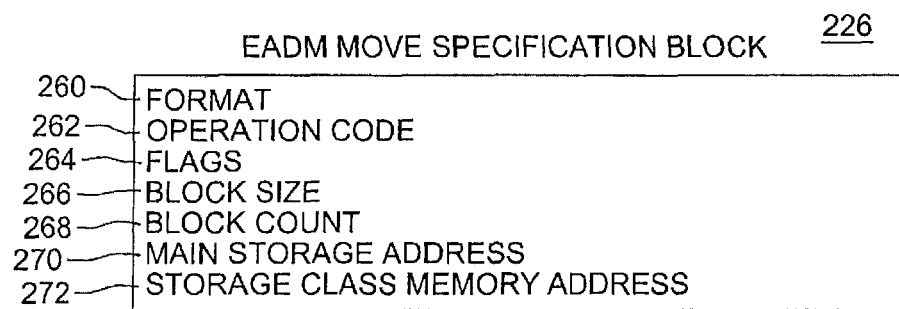 226
EADM MOVE SPECIFICATION BLOCK
260 FORMAT
262 OPERATION CODE
264 FLAGS
266 BLOCK SIZE
268 BLOCK COUNT
270 MAIN STORAGE ADDRESS
272 STORAGE CLASS MEMORY ADDRESS